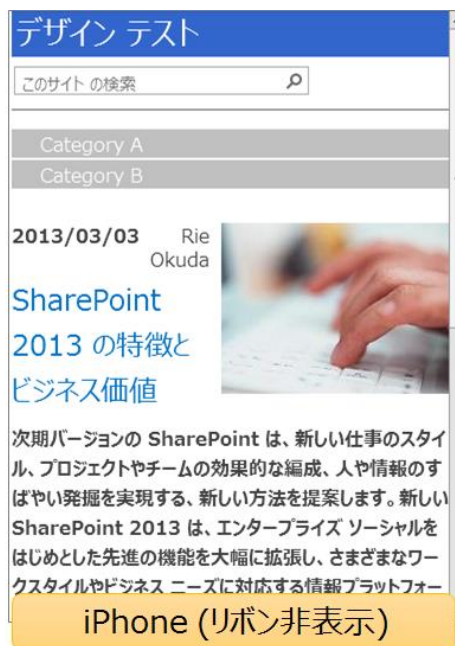 デザイン テスト
このサイト の検索
Category A
Category B
2013/03/03 Rie
Okuda
SharePoint
2013 の特徴と
ビジネス価値
次期バージョンの SharePoint は、新しい仕事のスタイ
ル、プロジェクトやチームの効果的な編成、人や情報のす
ばやい発掘を実現する、新しい方法を提案します。新しい
SharePoint 2013 は、エンタープライズ ソーシャルを
はじめとした先進の機能を大幅に拡張し、さまざまなワー
クスタイルやビジネス ニーズに対応する情報プラットフォー
iPhone (リボン非表示)